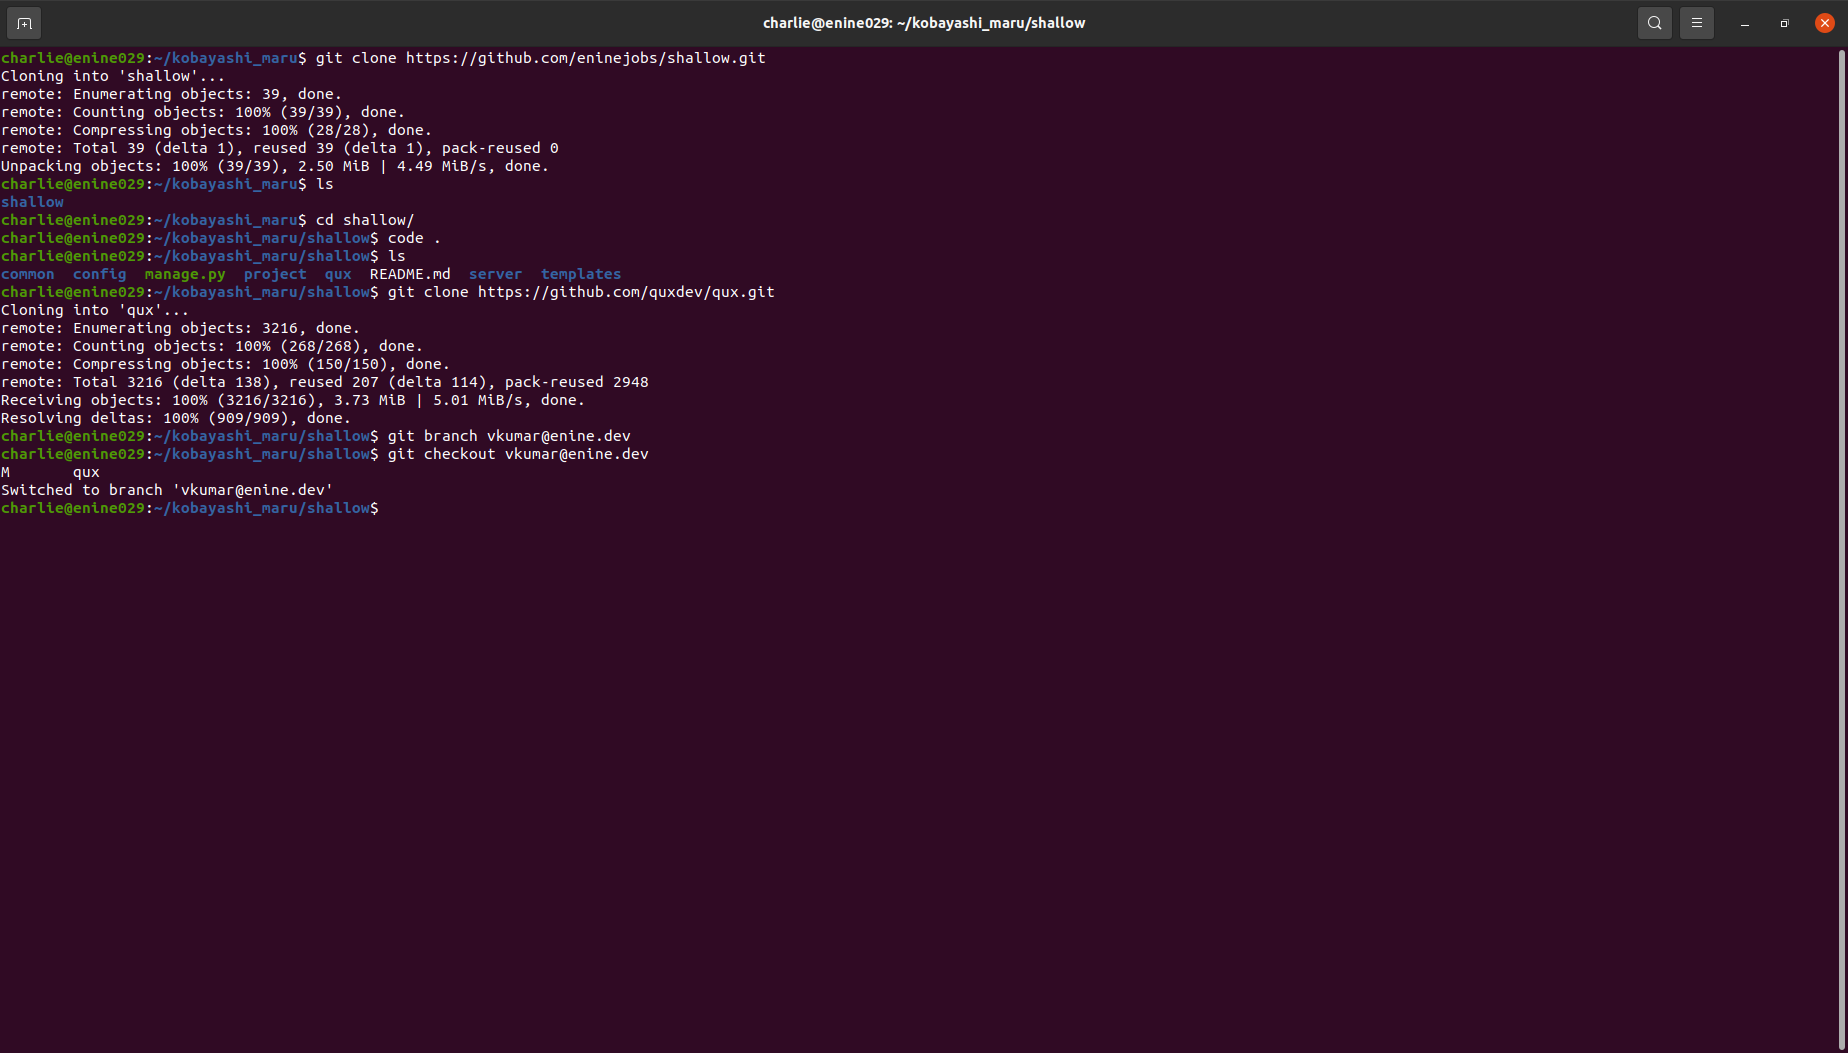 charlie@enine029: ~/kobayashi_maru/shallow
charlie@enine029:~/kobayashi_maru$ git clone https://github.com/eninejobs/shallow.git
Cloning into 'shallow'...
remote: Enumerating objects: 39, done.
remote: Counting objects: 100% (39/39), done.
remote: Compressing objects: 100% (28/28), done.
remote: Total 39 (delta 1), reused 39 (delta 1), pack-reused 0
Unpacking objects: 100% (39/39), 2.50 MiB | 4.49 MiB/s, done.
charlie@enine029:~/kobayashi_maru$ ls
shallow
charlie@enine029:~/kobayashi_maru$ cd shallow/
charlie@enine029:~/kobayashi_maru/shallow$ code .
charlie@enine029:~/kobayashi_maru/shallow$ ls
common  config  manage.py  project  qux  README.md  server  templates
charlie@enine029:~/kobayashi_maru/shallow$ git clone https://github.com/quxdev/qux.git
Cloning into 'qux'...
remote: Enumerating objects: 3216, done.
remote: Counting objects: 100% (268/268), done.
remote: Compressing objects: 100% (150/150), done.
remote: Total 3216 (delta 138), reused 207 (delta 114), pack-reused 2948
Receiving objects: 100% (3216/3216), 3.73 MiB | 5.01 MiB/s, done.
Resolving deltas: 100% (909/909), done.
charlie@enine029:~/kobayashi_maru/shallow$ git branch vkumar@enine.dev
charlie@enine029:~/kobayashi_maru/shallow$ git checkout vkumar@enine.dev
M       qux
Switched to branch 'vkumar@enine.dev'
charlie@enine029:~/kobayashi_maru/shallow$